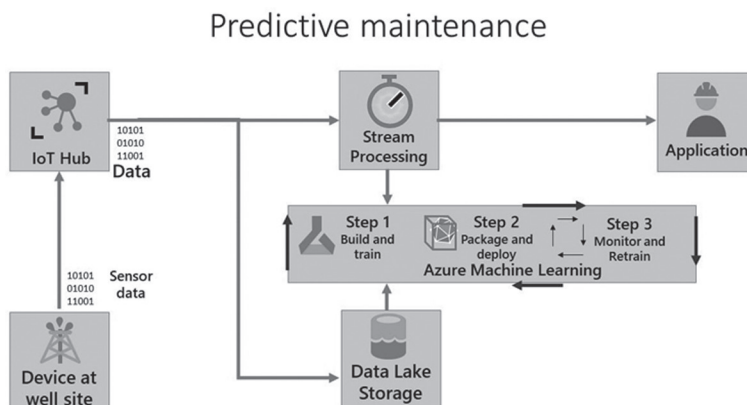 Predictive maintenance
10101
01010
11001
IoT Hub
Data
Stream
Processing
Application
Step 1
Build and
train
Step 2
Package and
deploy
Step 3
Monitor and
Retrain
Azure Machine Learning
10101
01010
11001
Sensor
data
Device at
well site
Data Lake
Storage